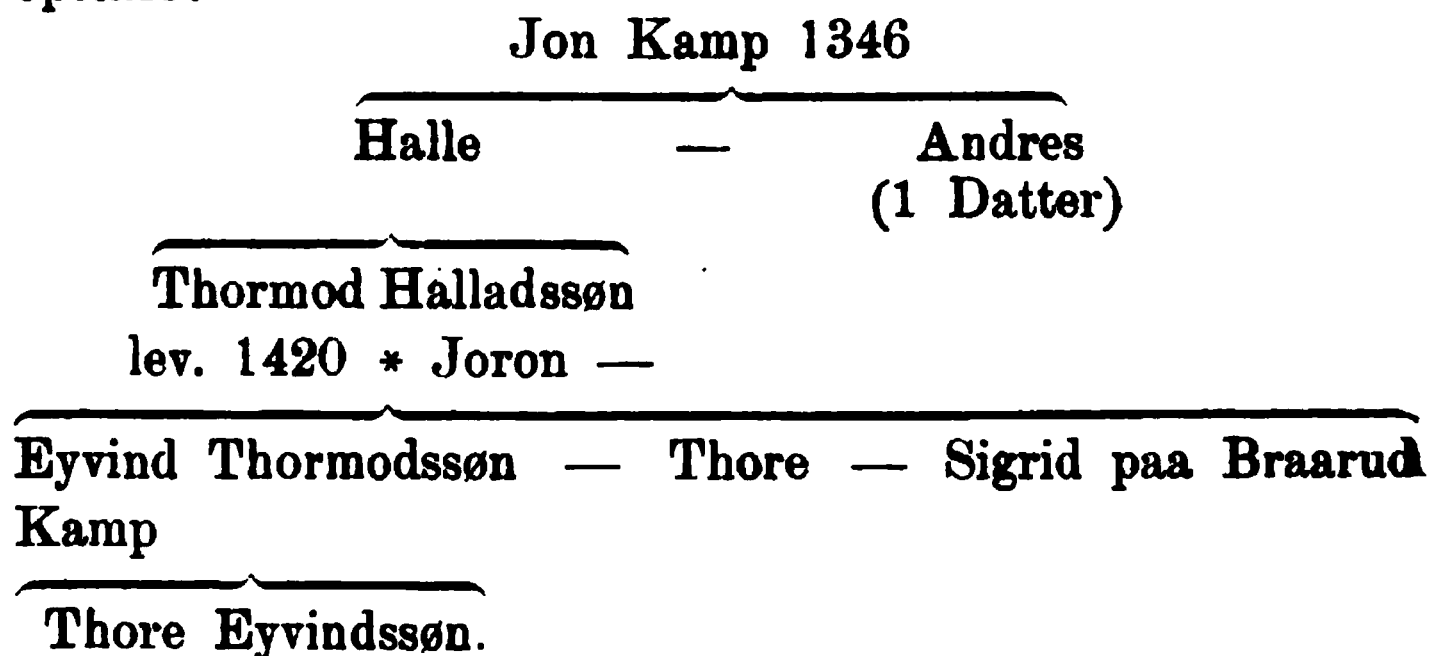 Jon Kamp 1346
Halle — Andres
(1 Datter)
Thormod Halladssøn
lev. 1420 * Joron —
Eyvind Thormodssøn — Thore — Sigrid paa Braarud
Kamp
Thore Eyvindssøn.